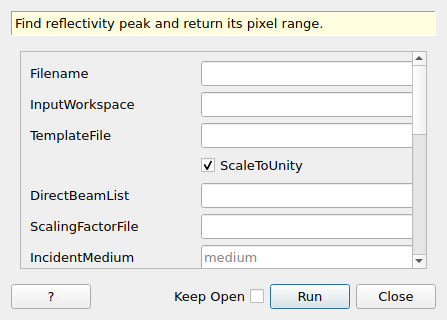 Find reflectivity peak and return its pixel range.
Filename
InputWorkspace
TemplateFile
ScaleToUnity
DirectBeamList
ScalingFactorFile
IncidentMedium medium
? Keep Open Run Close